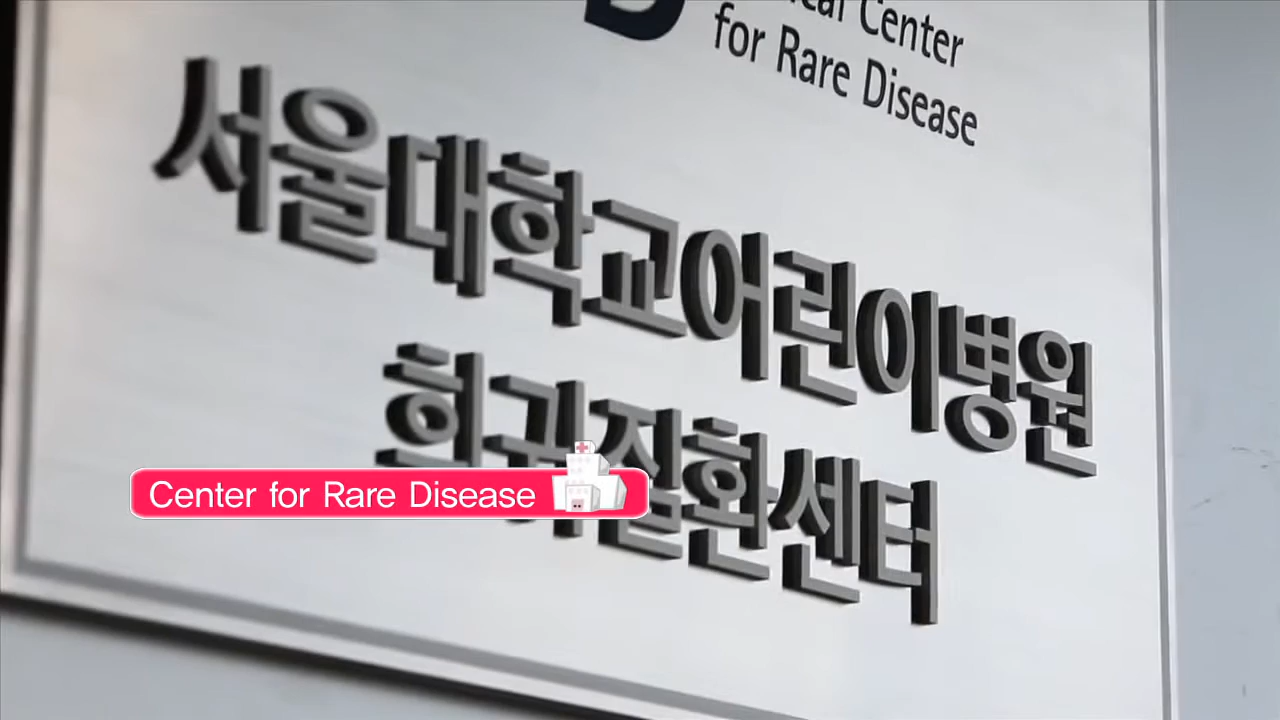 Center
for Rare Disease
서울대학교어린이병원
희귀질환센터
Center for Rare Disease